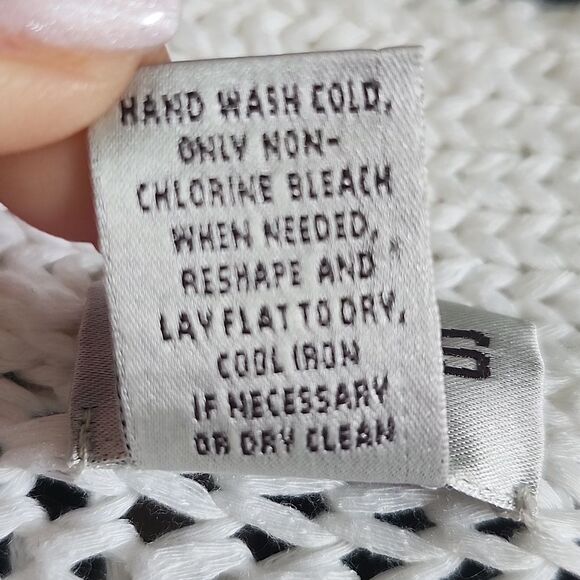 HAND WASH COLD,
ONLY NON-
CHLORINE BLEACH
WHEN NEEDED,
RESHAPE AND
LAY FLAT TO DRY,
COOL IRON
IF NECESSARY
OR DRY CLEAN